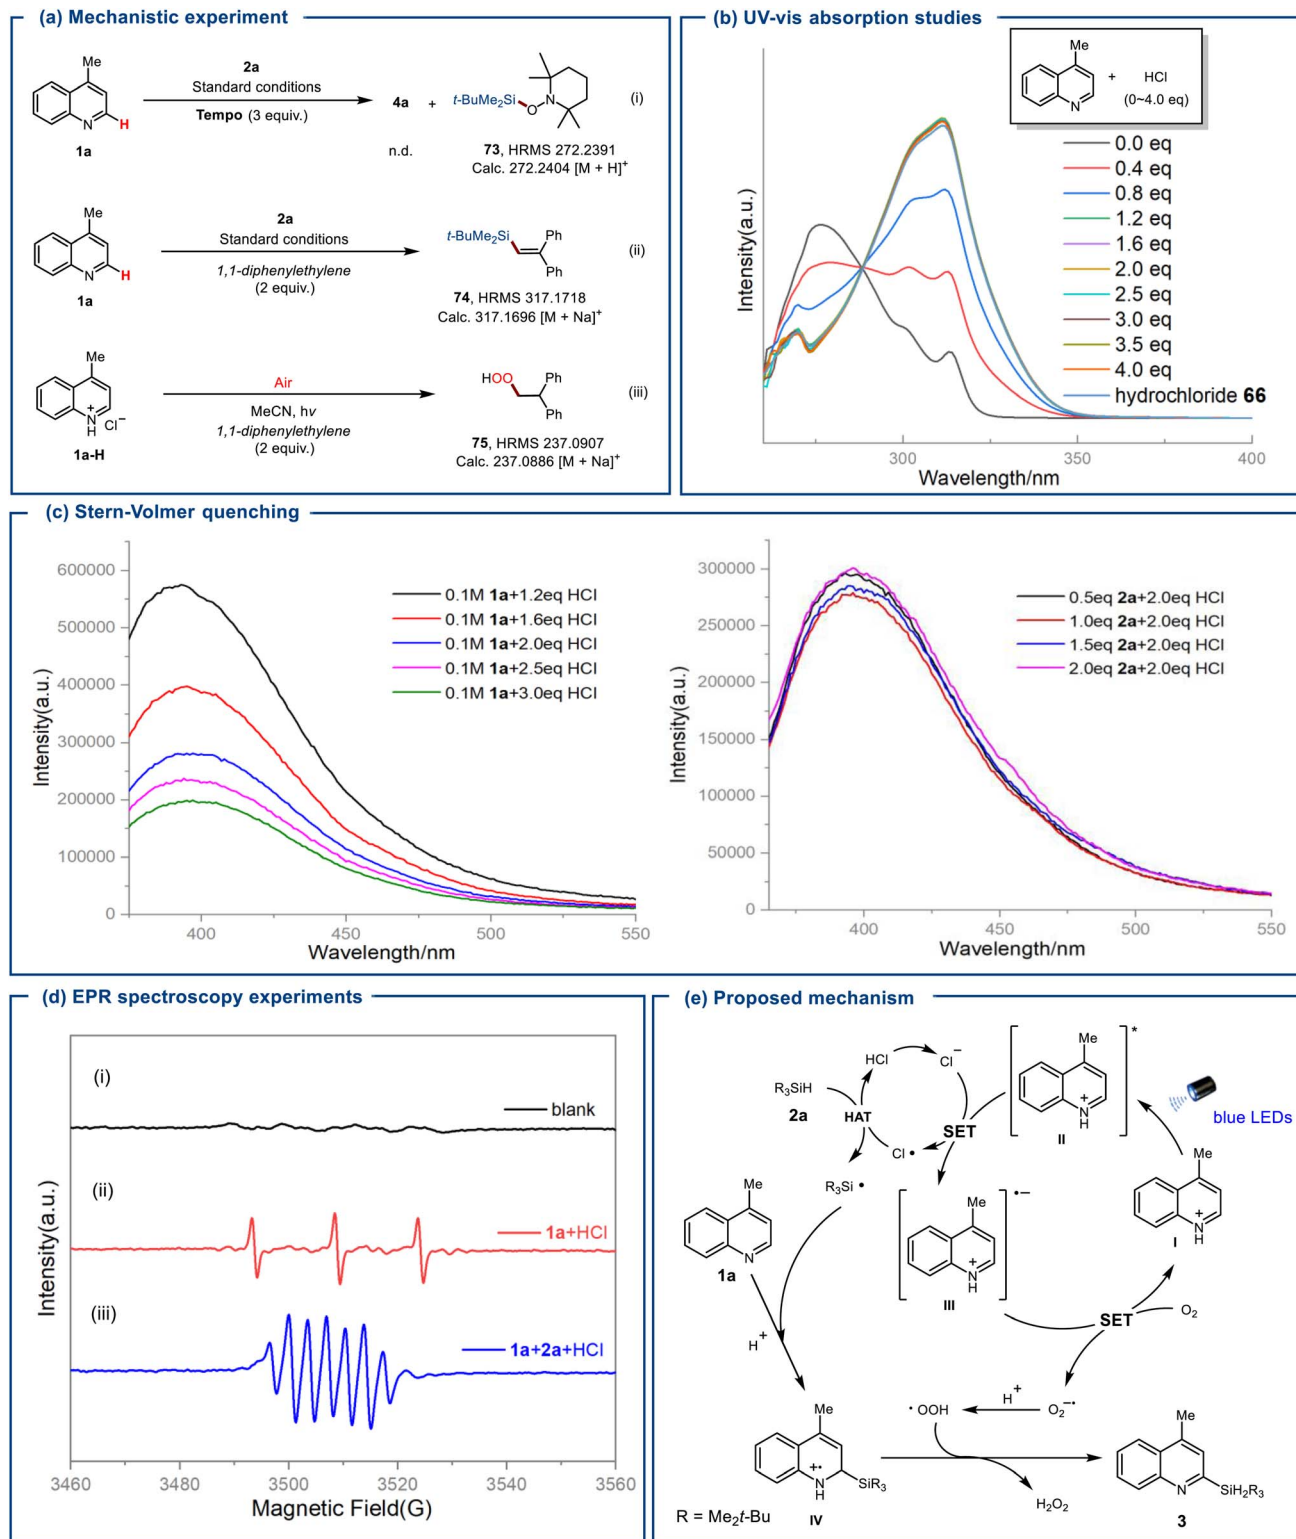 (a) Mechanistic experiment
Me
N
H
1a
2a
Standard conditions
Tempo (3 equiv.)
4a
n.d.
+
t-BuMe₂Si
O
N
(i)
73, HRMS 272.2391
Calc. 272.2404 [M + H]⁺
Me
N
H
1a
2a
Standard conditions
1,1-diphenylethylene
(2 equiv.)
t-BuMe₂Si
Ph
Ph
(ii)
74, HRMS 317.1718
Calc. 317.1696 [M + Na]⁺
Me
+
N
H
Cl⁻
1a-H
Air
MeCN, hv
1,1-diphenylethylene
(2 equiv.)
HOO
Ph
Ph
(iii)
75, HRMS 237.0907
Calc. 237.0886 [M + Na]⁺
(b) UV-vis absorption studies
Me
N
+
HCl
(0~4.0 eq)
0.0 eq
0.4 eq
0.8 eq
1.2 eq
1.6 eq
2.0 eq
2.5 eq
3.0 eq
3.5 eq
4.0 eq
hydrochloride 66
Intensity(a.u.)
300
350
400
Wavelength/nm
(c) Stern-Volmer quenching
600000
500000
400000
300000
200000
100000
0
Intensity(a.u.)
0.1M 1a+1.2eq HCl
0.1M 1a+1.6eq HCl
0.1M 1a+2.0eq HCl
0.1M 1a+2.5eq HCl
0.1M 1a+3.0eq HCl
400
450
500
550
Wavelength/nm
300000
250000
200000
150000
100000
50000
0
Intensity(a.u.)
0.5eq 2a+2.0eq HCl
1.0eq 2a+2.0eq HCl
1.5eq 2a+2.0eq HCl
2.0eq 2a+2.0eq HCl
400
450
500
550
Wavelength/nm
(d) EPR spectroscopy experiments
(i)
blank
(ii)
1a+HCl
(iii)
1a+2a+HCl
Intensity(a.u.)
3460
3480
3500
3520
3540
3560
Magnetic Field(G)
(e) Proposed mechanism
HCl
Cl⁻
R₃SiH
2a
HAT
SET
Cl •
R₃Si •
Me
+
N
H
*
II
blue LEDs
Me
+
N
H
I
Me
N
1a
Me
+
N
H
•−
III
SET
O₂
H⁺
H⁺
O₂⁻•
• OOH
Me
+•
N
H
SiR₃
IV
R = Me₂t-Bu
H₂O₂
Me
N
SiH₂R₃
3